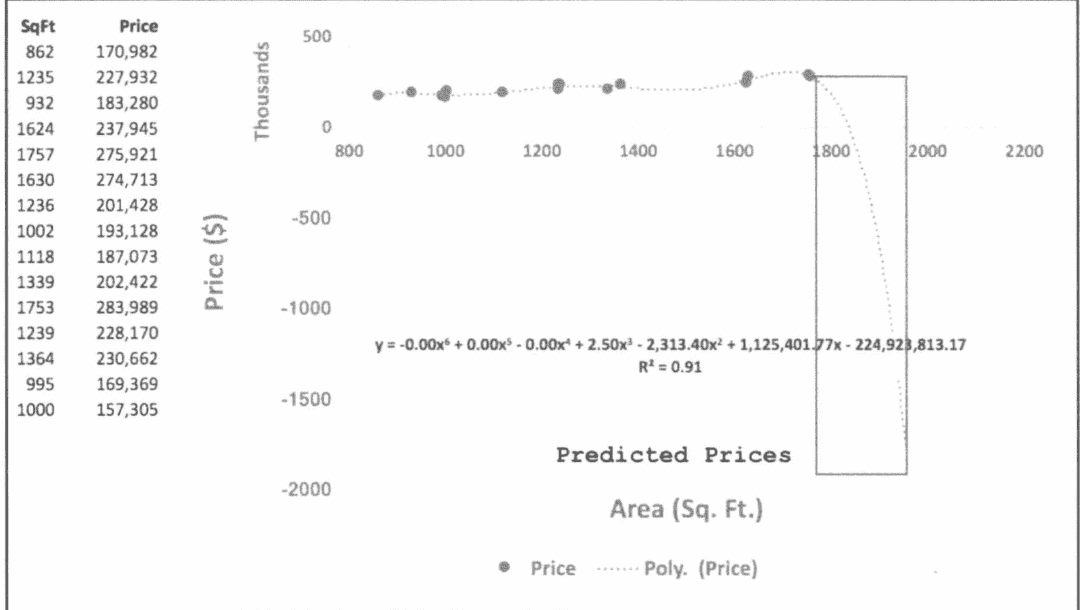 SqFt Price
862 170,982
1235 227,932
932 183,280
1624 237,945
1757 275,921
1630 274,713
1236 201,428
1002 193,128
1118 187,073
1339 202,422
1753 283,989
1239 228,170
1364 230,662
995 169,369
1000 157,305
Thousands
Price ($)
500
0
-500
-1000
-1500
-2000
800 1000 1200 1400 1600 1800 2000 2200
y = -0.00x⁶ + 0.00x⁵ - 0.00x⁴ + 2.50x³ - 2,313.40x² + 1,125,401.77x - 224,923,813.17
R² = 0.91
Predicted Prices
Area (Sq. Ft.)
Price Poly. (Price)